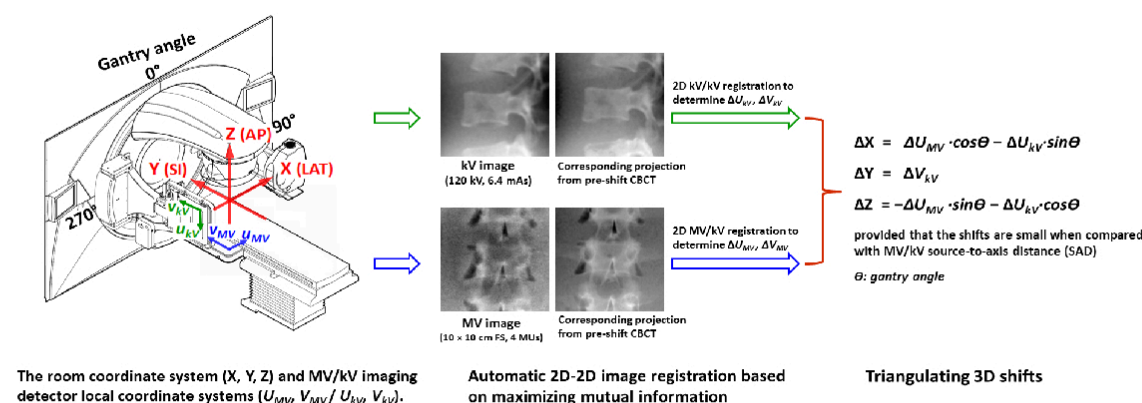 Gantry angle
0°
90°
270°
Z (AP)
Y (SI)
X (LAT)
v_kV
u_kV
v_MV
u_MV
The room coordinate system (X, Y, Z) and MV/kV imaging
detector local coordinate systems (U_MV, V_MV/ U_kV, V_kV).
kV image
(120 kV, 6.4 mAs)
Corresponding projection
from pre-shift CBCT
MV image
(10 × 10 cm FS, 4 MUs)
Corresponding projection
from pre-shift CBCT
Automatic 2D-2D image registration based
on maximizing mutual information
2D kV/kV registration to
determine ΔU_kV, ΔV_kV
2D MV/kV registration to
determine ΔU_MV, ΔV_MV
ΔX = ΔU_MV·cosΘ – ΔU_kV·sinΘ
ΔY = ΔV_kV
ΔZ = –ΔU_MV·sinΘ – ΔU_kV·cosΘ
provided that the shifts are small when compared
with MV/kV source-to-axis distance (SAD)
Θ: gantry angle
Triangulating 3D shifts